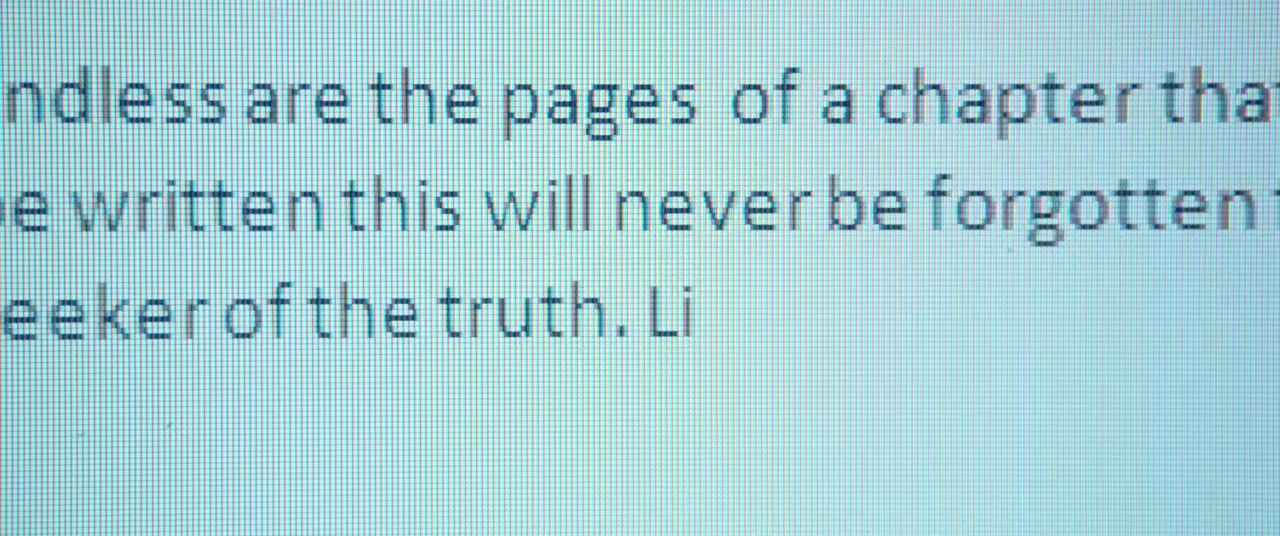 ndless are the pages of a chapter tha
e written this will never be forgotten
eeker of the truth. Li